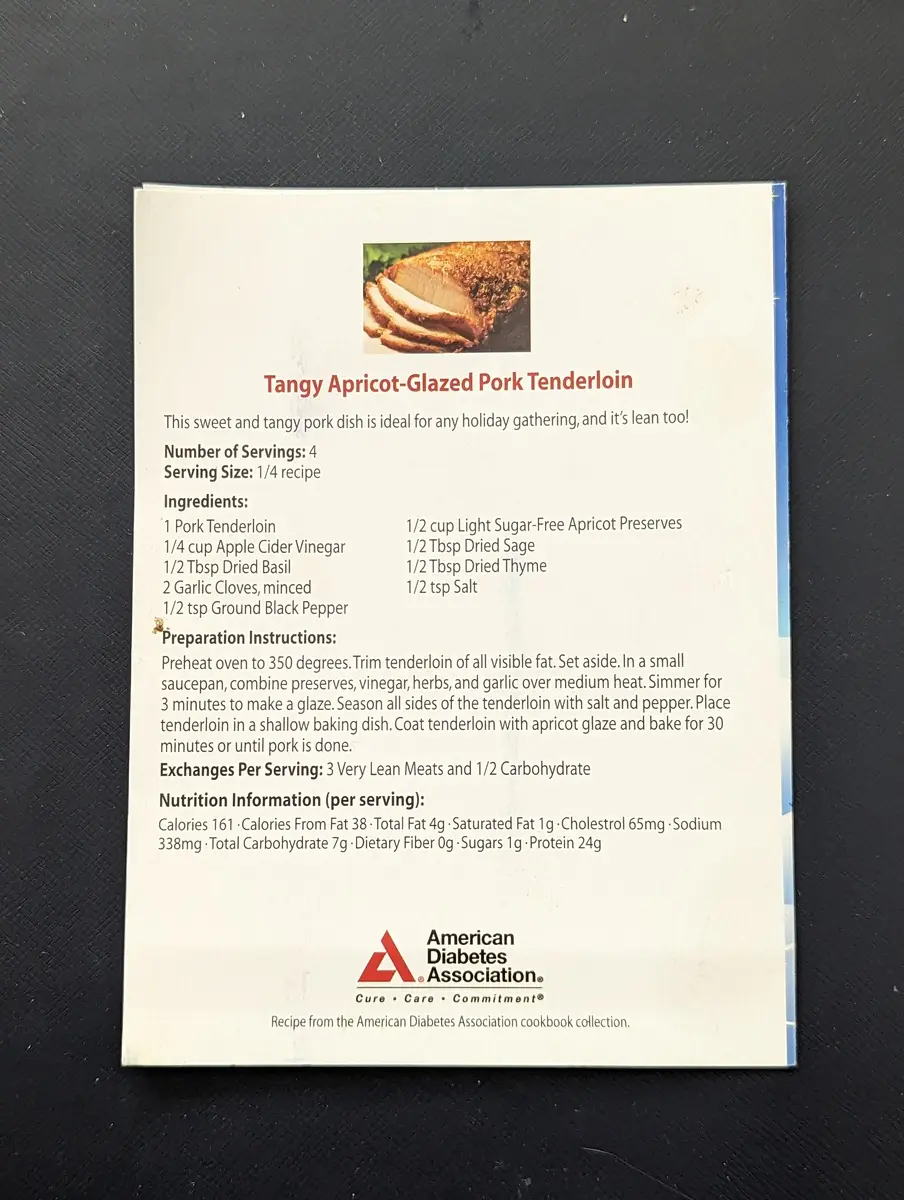 Tangy Apricot-Glazed Pork Tenderloin
This sweet and tangy pork dish is ideal for any holiday gathering, and it's lean too!
Number of Servings: 4
Serving Size: 1/4 recipe
Ingredients:
1 Pork Tenderloin
1/4 cup Apple Cider Vinegar
1/2 Tbsp Dried Basil
2 Garlic Cloves, minced
1/2 tsp Ground Black Pepper
1/2 cup Light Sugar-Free Apricot Preserves
1/2 Tbsp Dried Sage
1/2 Tbsp Dried Thyme
1/2 tsp Salt
Preparation Instructions:
Preheat oven to 350 degrees. Trim tenderloin of all visible fat. Set aside. In a small
saucepan, combine preserves, vinegar, herbs, and garlic over medium heat. Simmer for
3 minutes to make a glaze. Season all sides of the tenderloin with salt and pepper. Place
tenderloin in a shallow baking dish. Coat tenderloin with apricot glaze and bake for 30
minutes or until pork is done.
Exchanges Per Serving: 3 Very Lean Meats and 1/2 Carbohydrate
Nutrition Information (per serving):
Calories 161 · Calories From Fat 38 · Total Fat 4g · Saturated Fat 1g · Cholestrol 65mg · Sodium
338mg · Total Carbohydrate 7g · Dietary Fiber 0g · Sugars 1g · Protein 24g
American
Diabetes
® Association®
Cure • Care • Commitment®
Recipe from the American Diabetes Association cookbook collection.